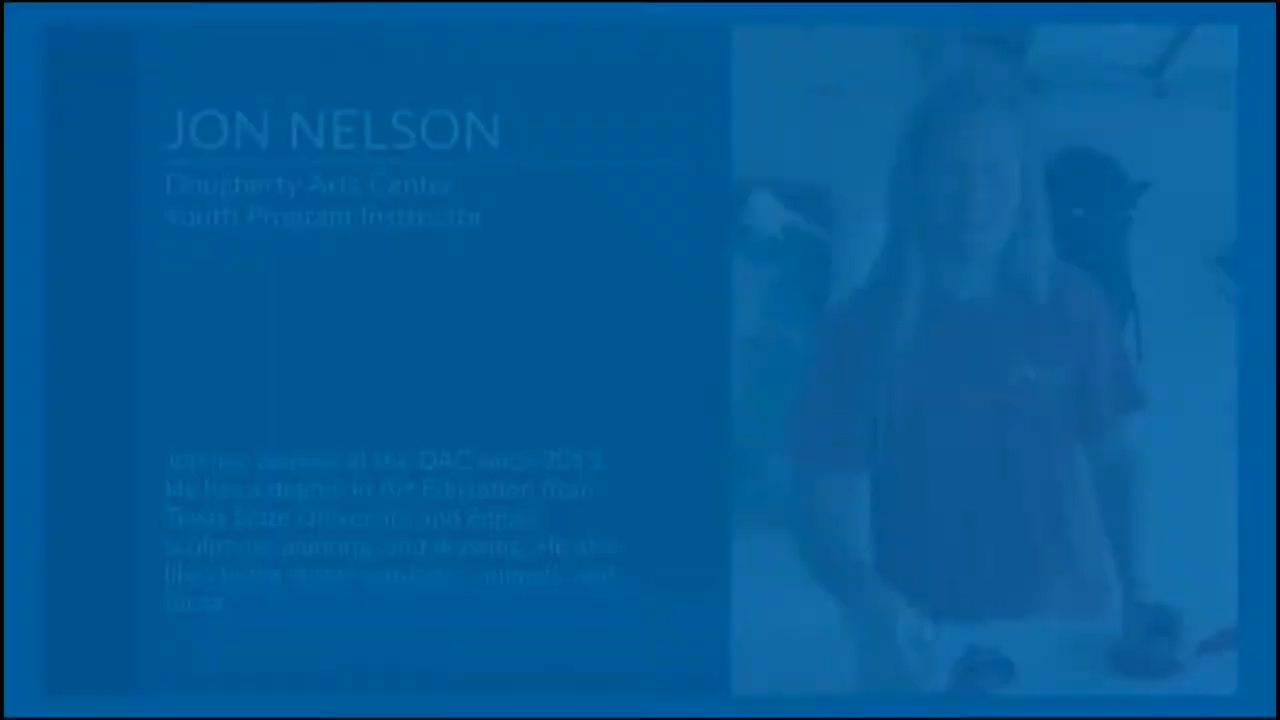 JON NELSON
Dougherty Arts Center
Youth Program Instructor
Jon has worked at the DAC since
He has a degree in Art Education from
Texas State University and enjoys
sculpture, painting, and drawing. He also
likes